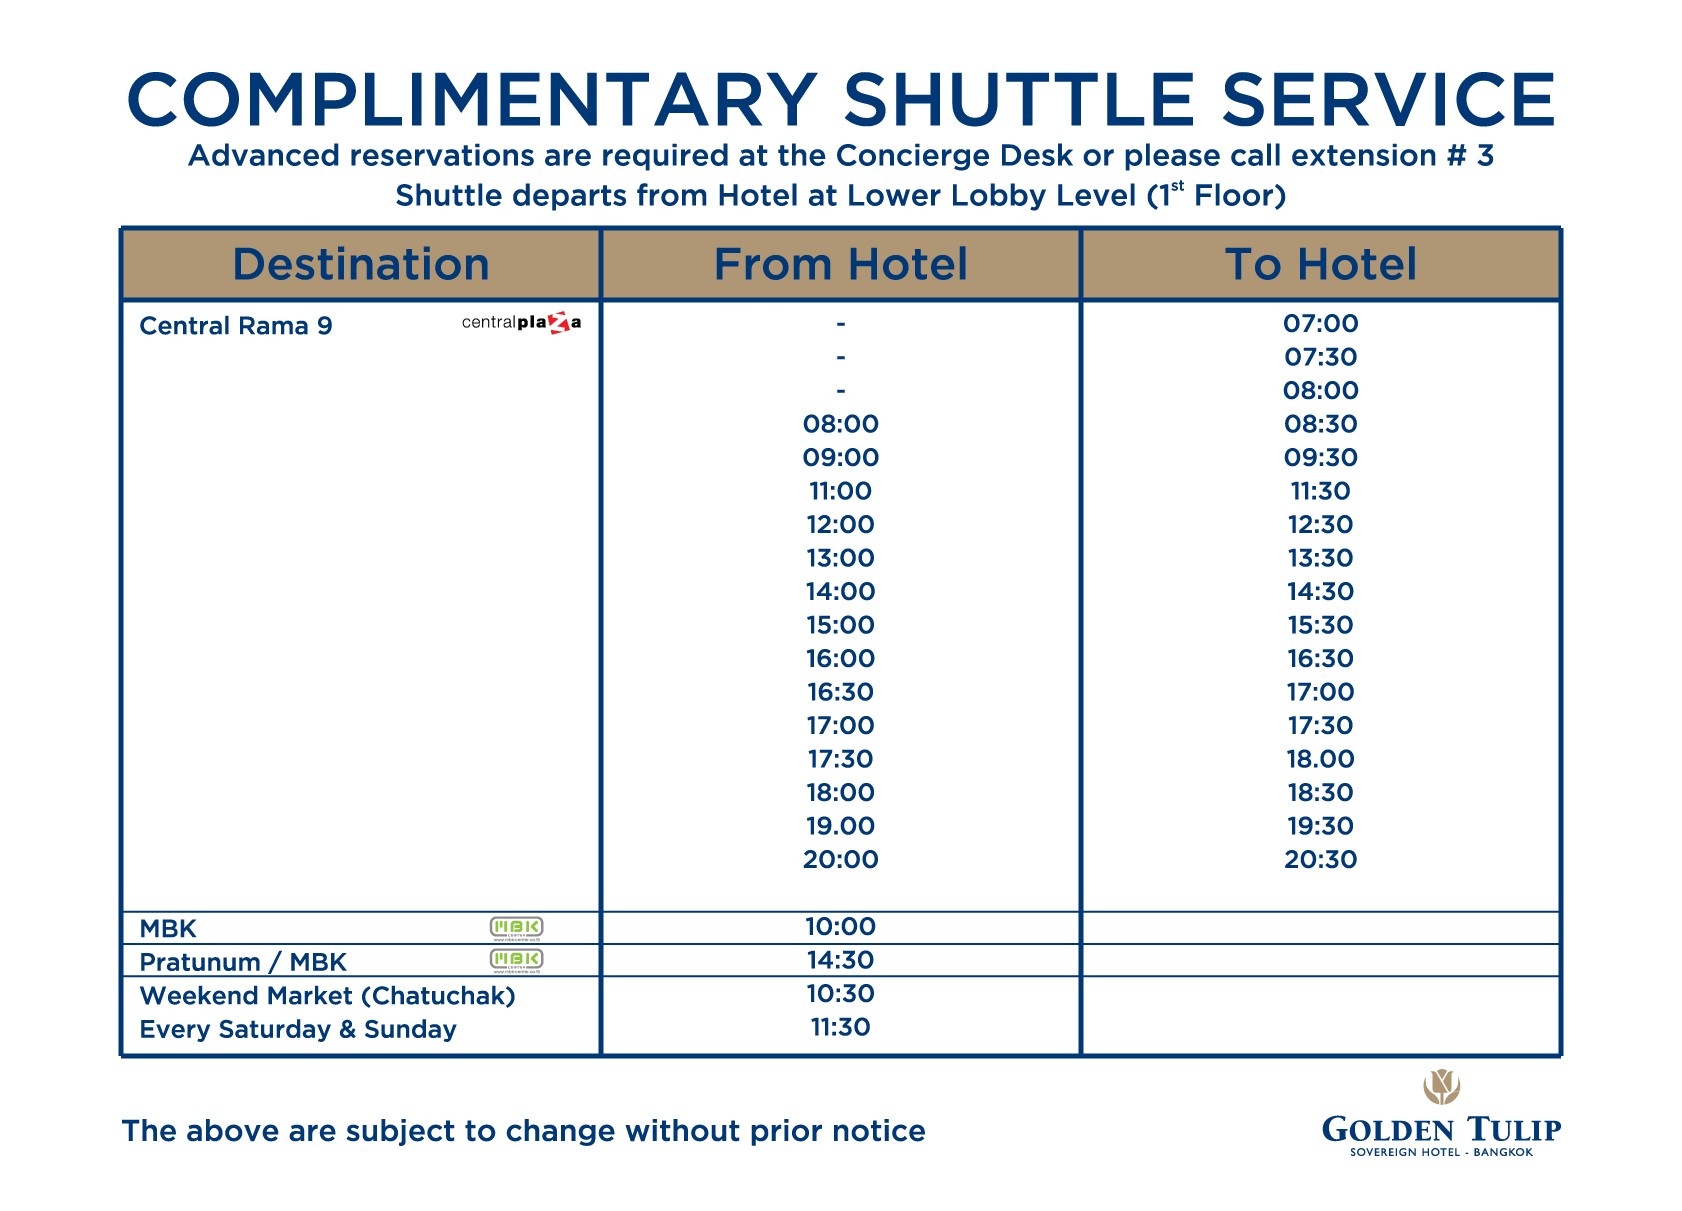 COMPLIMENTARY SHUTTLE SERVICE
Advanced reservations are required at the Concierge Desk or please call extension # 3
Shuttle departs from Hotel at Lower Lobby Level (1st Floor)
Destination From Hotel To Hotel
Central Rama 9 centralplaza - 07:00
- 07:30
- 08:00
08:00 08:30
09:00 09:30
11:00 11:30
12:00 12:30
13:00 13:30
14:00 14:30
15:00 15:30
16:00 16:30
16:30 17:00
17:00 17:30
17:30 18.00
18:00 18:30
19.00 19:30
20:00 20:30
MBK MBK 10:00
CENTER
Pratunum / MBK MBK 14:30
CENTER
Weekend Market (Chatuchak) 10:30
Every Saturday & Sunday 11:30
The above are subject to change without prior notice
GOLDEN TULIP
SOVEREIGN HOTEL - BANGKOK